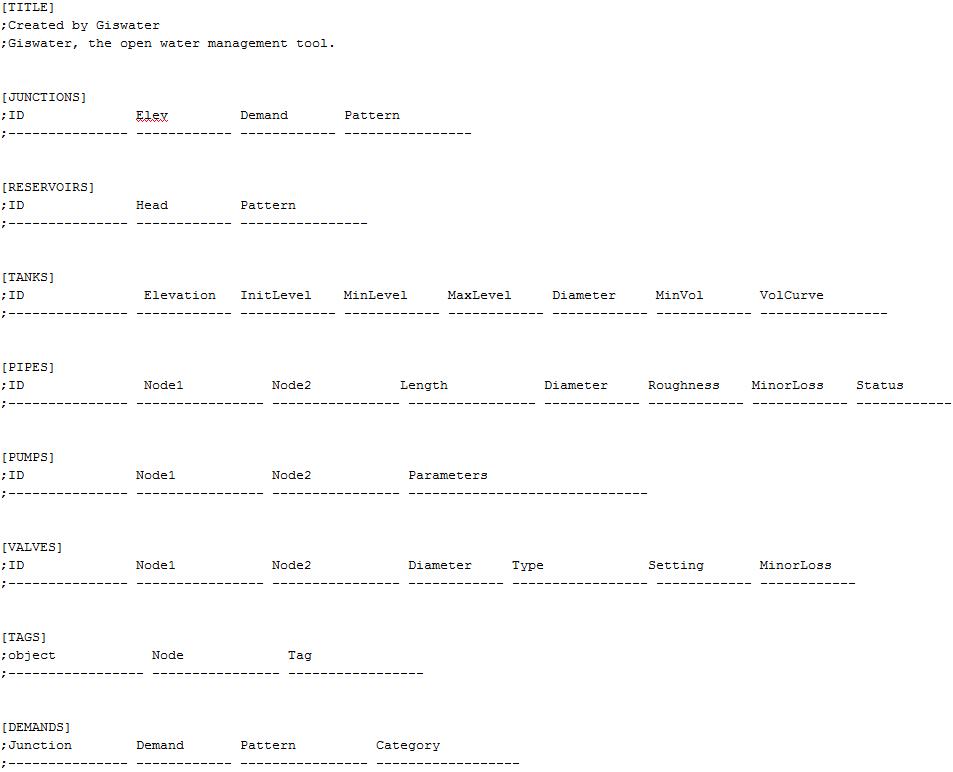 [TITLE]
;Created by Giswater
;Giswater, the open water management tool.
[JUNCTIONS]
;ID              Elev         Demand       Pattern
;--------------- ------------ ------------ ----------------
[RESERVOIRS]
;ID              Head         Pattern
;--------------- ------------ ----------------
[TANKS]
;ID               Elevation   InitLevel    MinLevel     MaxLevel     Diameter     MinVol       VolCurve
;--------------- ------------ ------------ ------------ ------------ ------------ ------------ ----------------
[PIPES]
;ID               Node1           Node2           Length            Diameter     Roughness    MinorLoss    Status
;--------------- ---------------- ---------------- ---------------- ------------ ------------ ------------ ------------
[PUMPS]
;ID              Node1            Node2            Parameters
;--------------- ---------------- ---------------- ------------------------------
[VALVES]
;ID              Node1            Node2            Diameter     Type             Setting       MinorLoss
;--------------- ---------------- ---------------- ------------ ----------------- ------------ ------------
[TAGS]
;object            Node             Tag
;----------------- ---------------- -----------------
[DEMANDS]
;Junction        Demand       Pattern          Category
;--------------- ------------ ---------------- ------------------